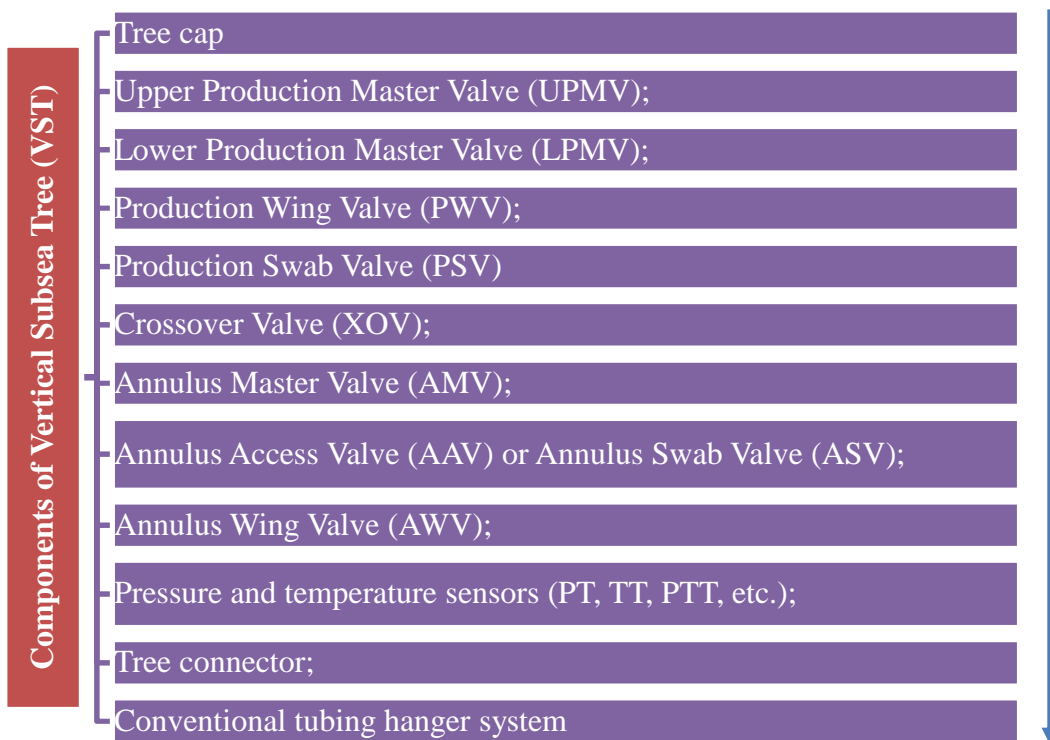 Components of Vertical Subsea Tree (VST)
Tree cap
Upper Production Master Valve (UPMV);
Lower Production Master Valve (LPMV);
Production Wing Valve (PWV);
Production Swab Valve (PSV)
Crossover Valve (XOV);
Annulus Master Valve (AMV);
Annulus Access Valve (AAV) or Annulus Swab Valve (ASV);
Annulus Wing Valve (AWV);
Pressure and temperature sensors (PT, TT, PTT, etc.);
Tree connector;
Conventional tubing hanger system